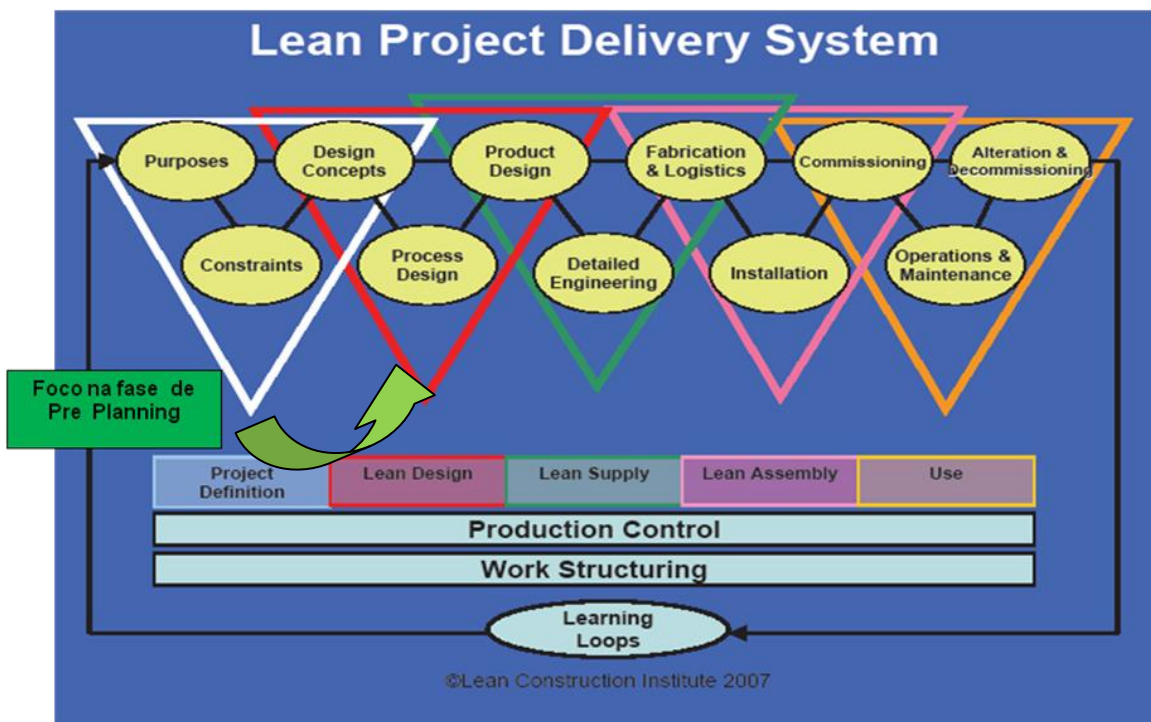 Lean Project Delivery System
Purposes
Design
Concepts
Product
Design
Fabrication
& Logistics
Commissioning
Alteration &
Decommissioning
Constraints
Process
Design
Detailed
Engineering
Installation
Operations &
Maintenance
Foco na fase de
Pre Planning
Project
Definition
Lean Design
Lean Supply
Lean Assembly
Use
Production Control
Work Structuring
Learning
Loops
©Lean Construction Institute 2007